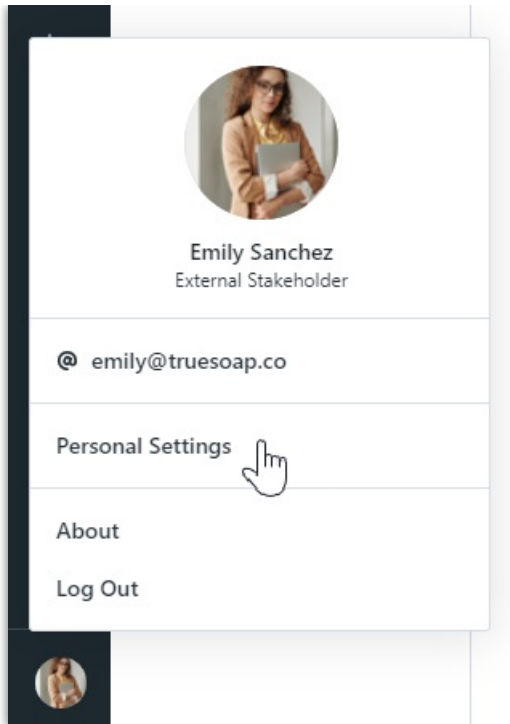 Emily Sanchez
External Stakeholder
@ emily@truesoap.co
Personal Settings
About
Log Out